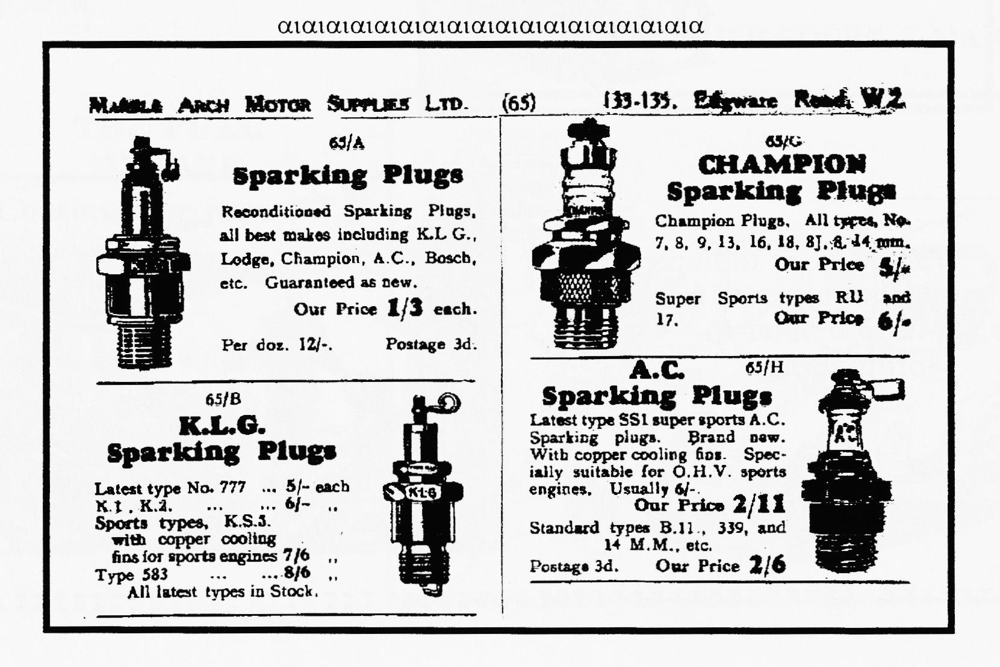 αιαιαιαιαιαιαιαιαιαιαιαιαιαιαιαιαια
MARBLE ARCH MOTOR SUPPLIES LTD. (65) 133-135, Edgware Road, W2
65/A
Sparking Plugs
Reconditioned Sparking Plugs,
all best makes including K.L G.,
Lodge, Champion, A.C., Bosch,
etc. Guaranteed as new.
Our Price 1/3 each.
Per doz. 12/-. Postage 3d.
65/B
K.L.G.
Sparking Plugs
Latest type No. 777 ... 5/- each
K.1, K.2. ... ... 6/- ,,
Sports types, K.S.5.
with copper cooling
fins for sports engines 7/6 ,,
Type 583 ... ... 8/6 ,,
All latest types in Stock.
K·L·G
65/G
CHAMPION
Sparking Plugs
Champion Plugs. All types, No.
7, 8, 9, 13, 16, 18, 8J, 8, 14 mm.
Our Price 5/-
Super Sports types R11 and
17. Our Price 6/-
CHAMPION
A.C. 65/H
Sparking Plugs
Latest type SS1 super sports A.C.
Sparking plugs. Brand new.
With copper cooling fins. Spec-
ially suitable for O.H.V. sports
engines. Usually 6/-.
Our Price 2/11
Standard types B.11., 339, and
14 M.M., etc.
Postage 3d. Our Price 2/6
AC